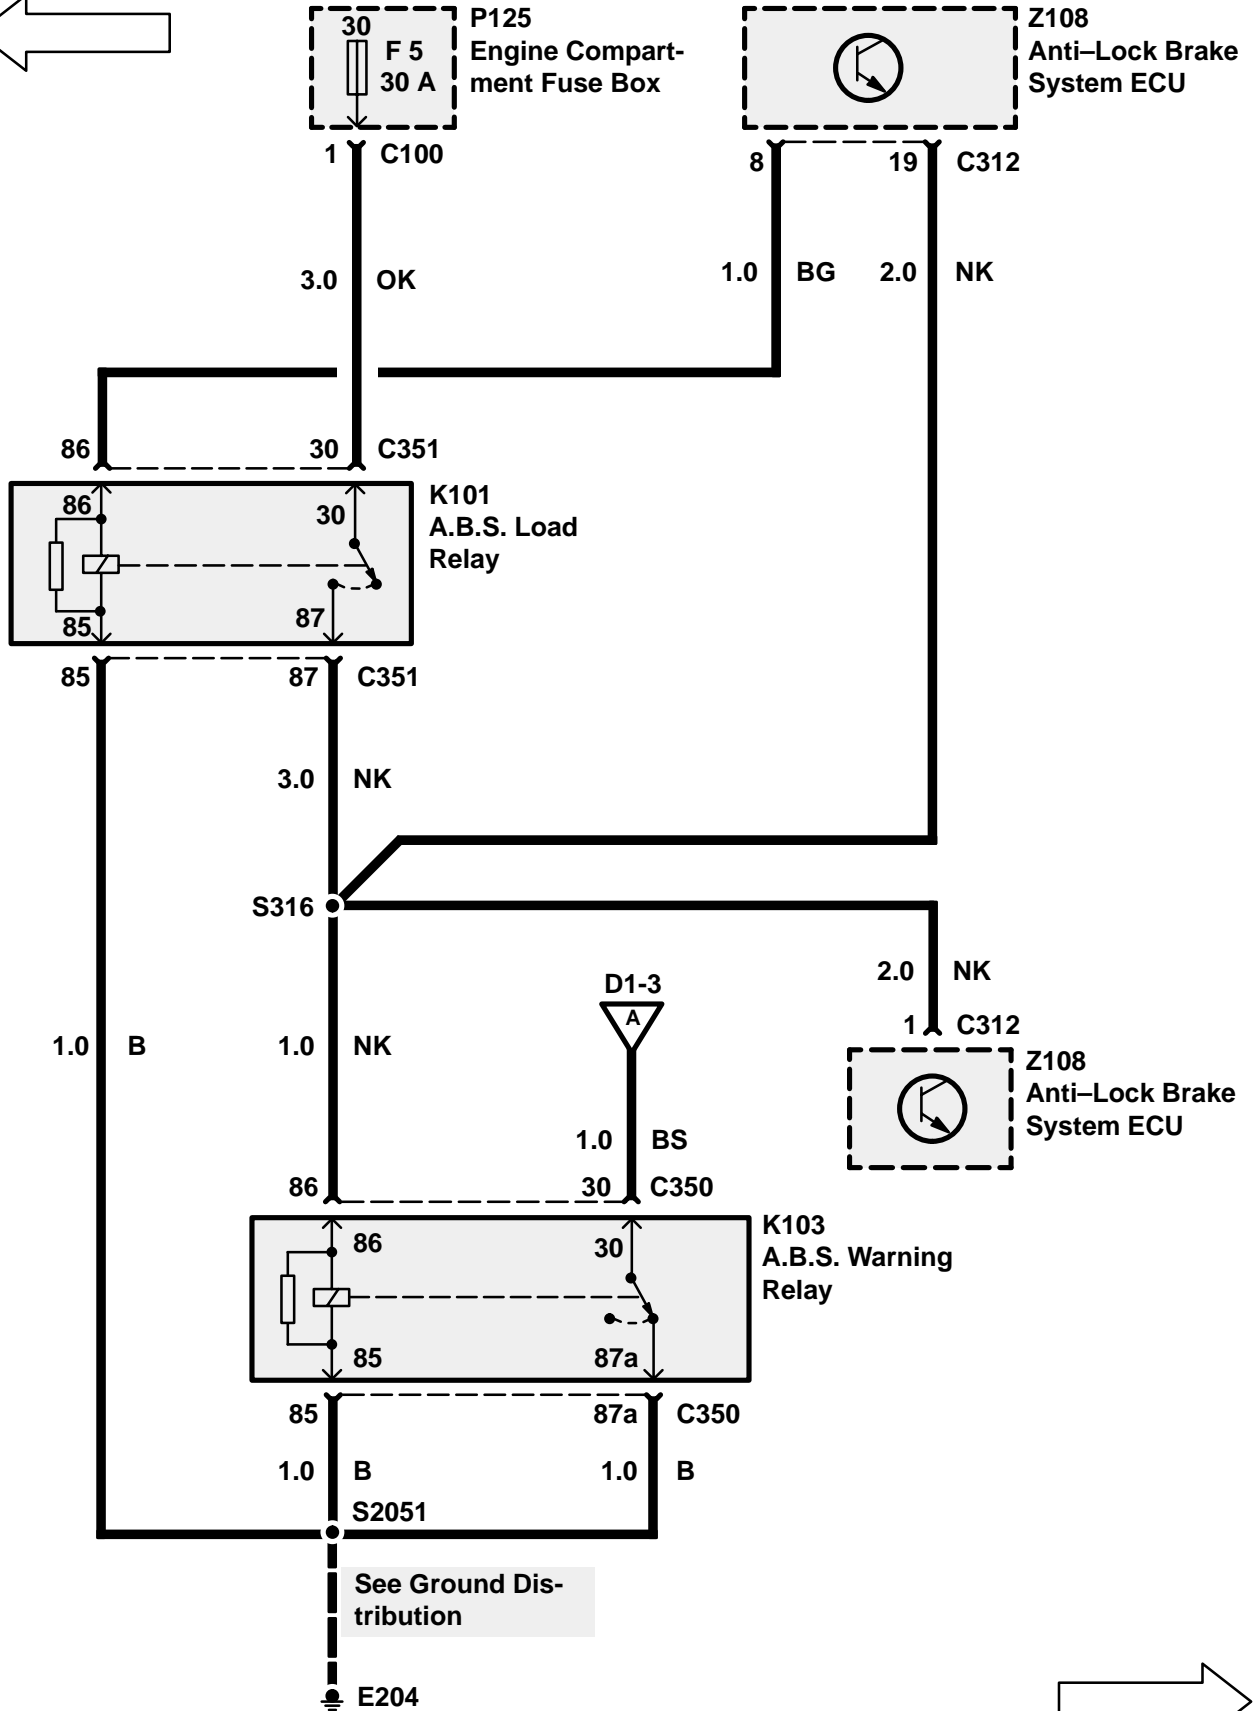 30
F 5
30 A
P125
Engine Compart-
ment Fuse Box
Z108
Anti–Lock Brake
System ECU
1 C100
8 19 C312
3.0 OK
1.0 BG 2.0 NK
86 30 C351
86
30
85
87
K101
A.B.S. Load
Relay
85 87 C351
3.0 NK
S316
2.0 NK
D1-3
A
1 C312
1.0 B
1.0 NK
Z108
Anti–Lock Brake
System ECU
1.0 BS
86 30 C350
86
30
85
87a
K103
A.B.S. Warning
Relay
85 87a C350
1.0 B 1.0 B
S2051
See Ground Dis-
tribution
E204